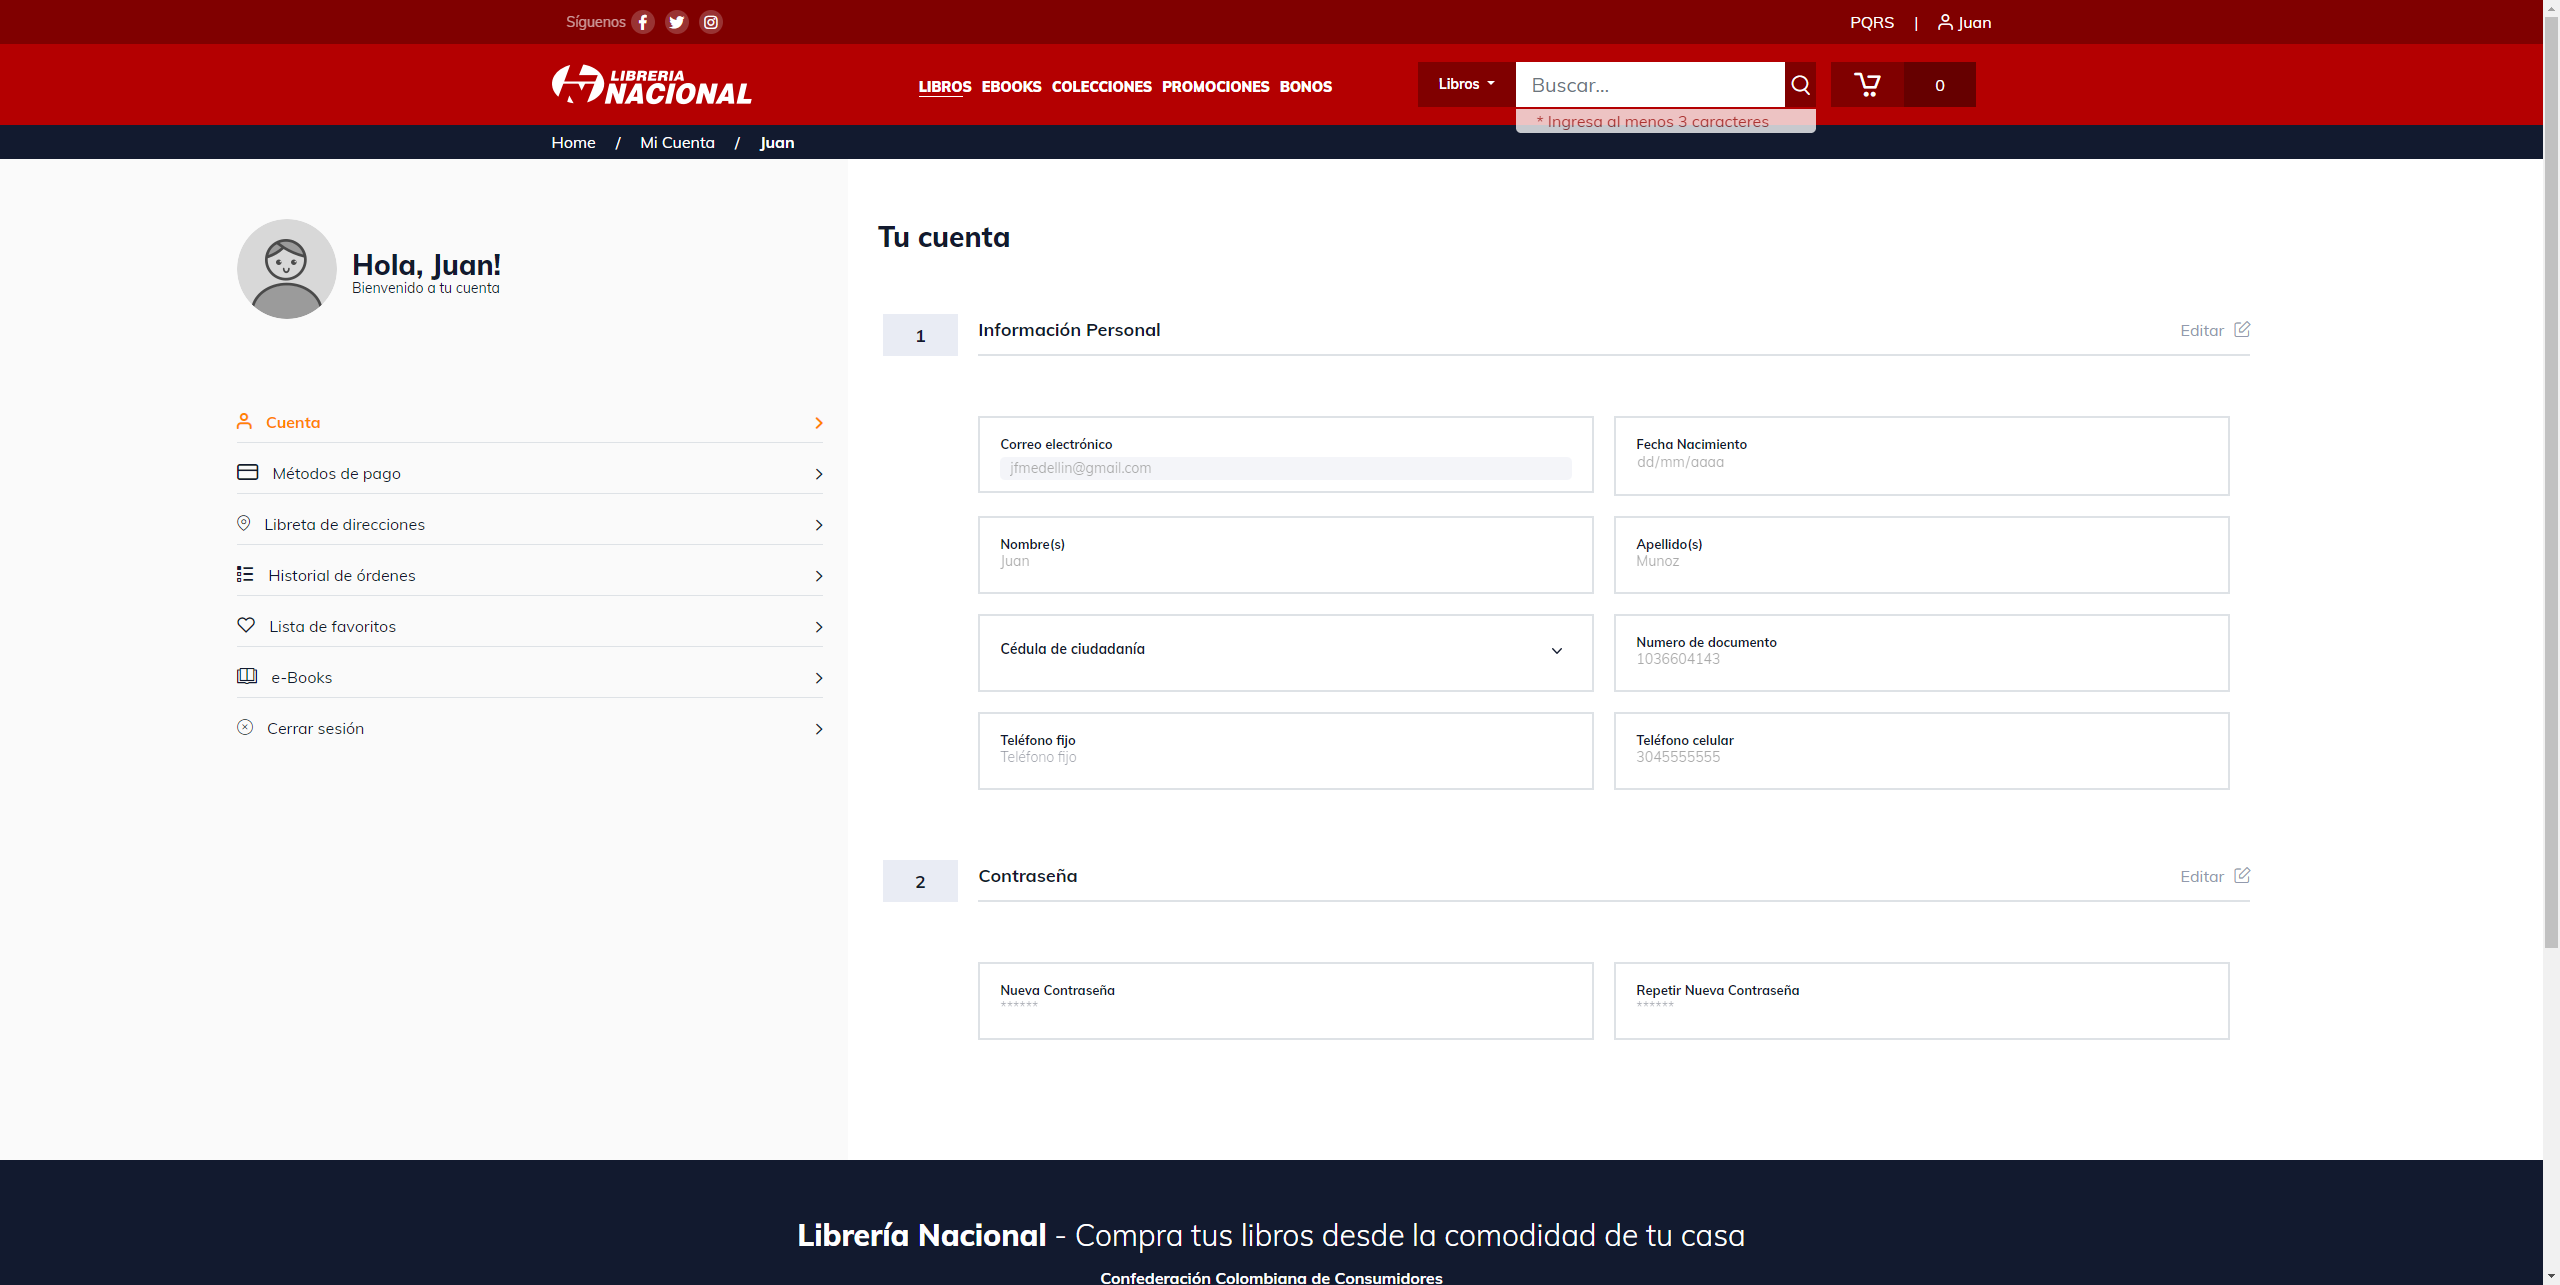 Síguenos
PQRS | Juan
LIBRERIA
NACIONAL
LIBROS EBOOKS COLECCIONES PROMOCIONES BONOS
Libros
Buscar...
0
* Ingresa al menos 3 caracteres
Home / Mi Cuenta / Juan
Hola, Juan!
Bienvenido a tu cuenta
Cuenta
Métodos de pago
Libreta de direcciones
Historial de órdenes
Lista de favoritos
e-Books
Cerrar sesión
Tu cuenta
1 Información Personal Editar
Correo electrónico
jfmedellin@gmail.com
Fecha Nacimiento
dd/mm/aaaa
Nombre(s)
Juan
Apellido(s)
Munoz
Cédula de ciudadanía
Numero de documento
1036604143
Teléfono fijo
Teléfono fijo
Teléfono celular
3045555555
2 Contraseña Editar
Nueva Contraseña
******
Repetir Nueva Contraseña
******
Librería Nacional - Compra tus libros desde la comodidad de tu casa
Confederación Colombiana de Consumidores